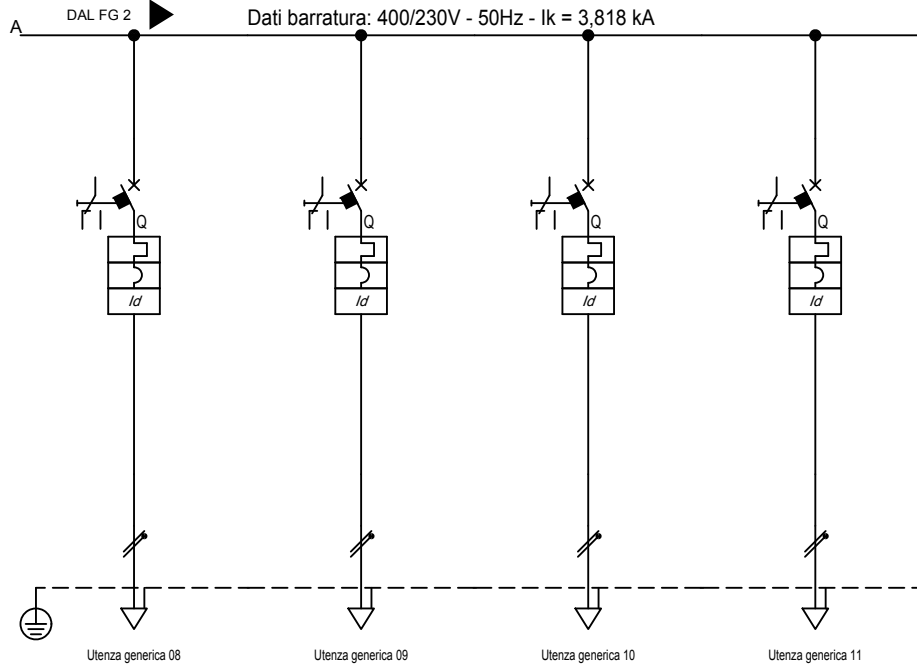 A
DAL FG 2
Dati barratura: 400/230V - 50Hz - Ik = 3,818 kA
Q
Q
Q
Q
Id
Id
Id
Id
Utenza generica 08
Utenza generica 09
Utenza generica 10
Utenza generica 11